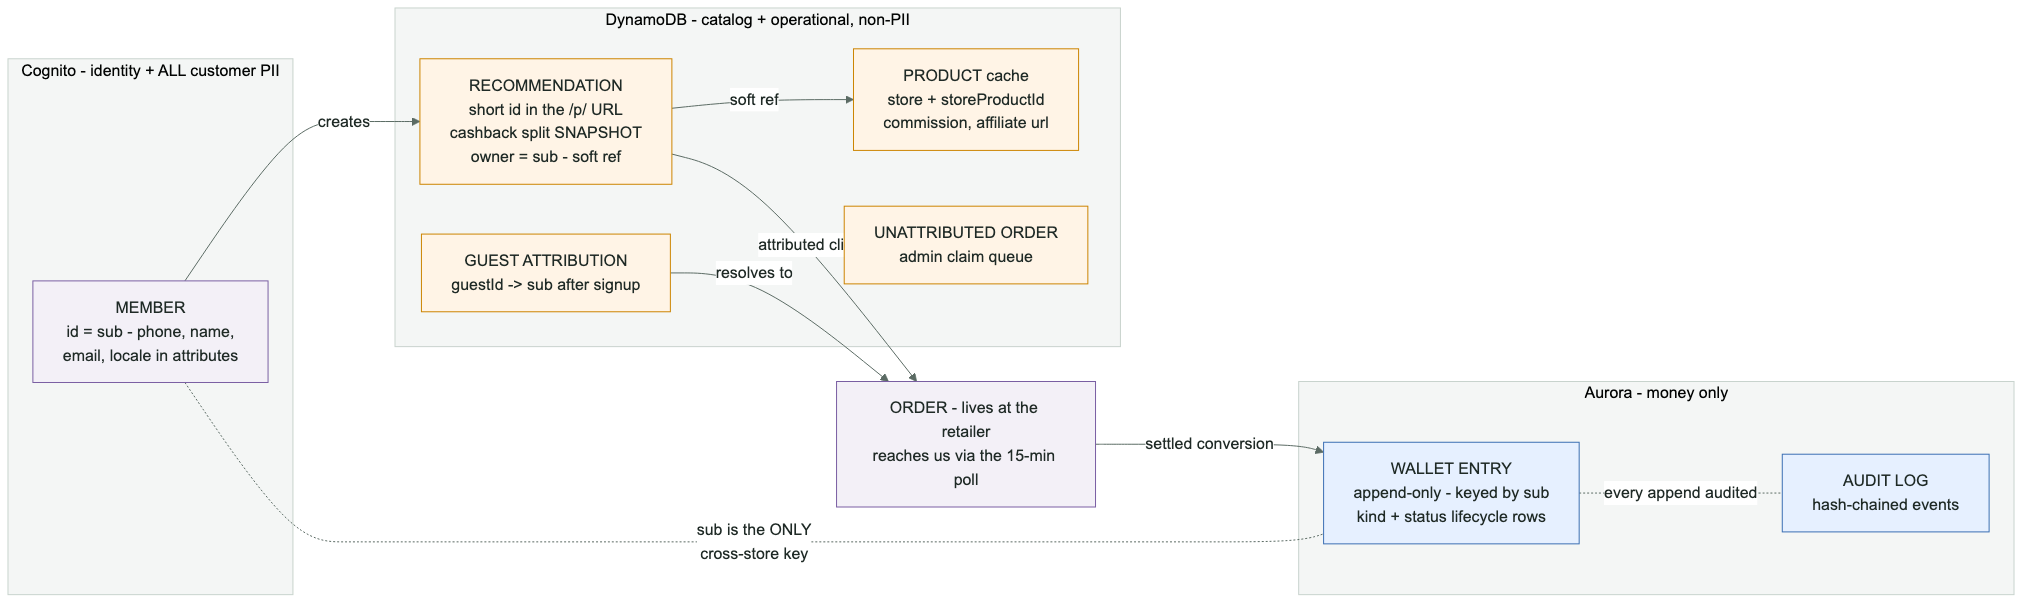 DynamoDB - catalog + operational, non-PII
Cognito - identity + ALL customer PII
RECOMMENDATION
short id in the /p/ URL
cashback split SNAPSHOT
owner = sub - soft ref
soft ref
PRODUCT cache
store + storeProductId
commission, affiliate url
creates
attributed cli
UNATTRIBUTED ORDER
admin claim queue
GUEST ATTRIBUTION
guestId -> sub after signup
resolves to
MEMBER
id = sub - phone, name,
email, locale in attributes
ORDER - lives at the
retailer
reaches us via the 15-min
poll
settled conversion
Aurora - money only
WALLET ENTRY
append-only - keyed by sub
kind + status lifecycle rows
every append audited
AUDIT LOG
hash-chained events
sub is the ONLY
cross-store key